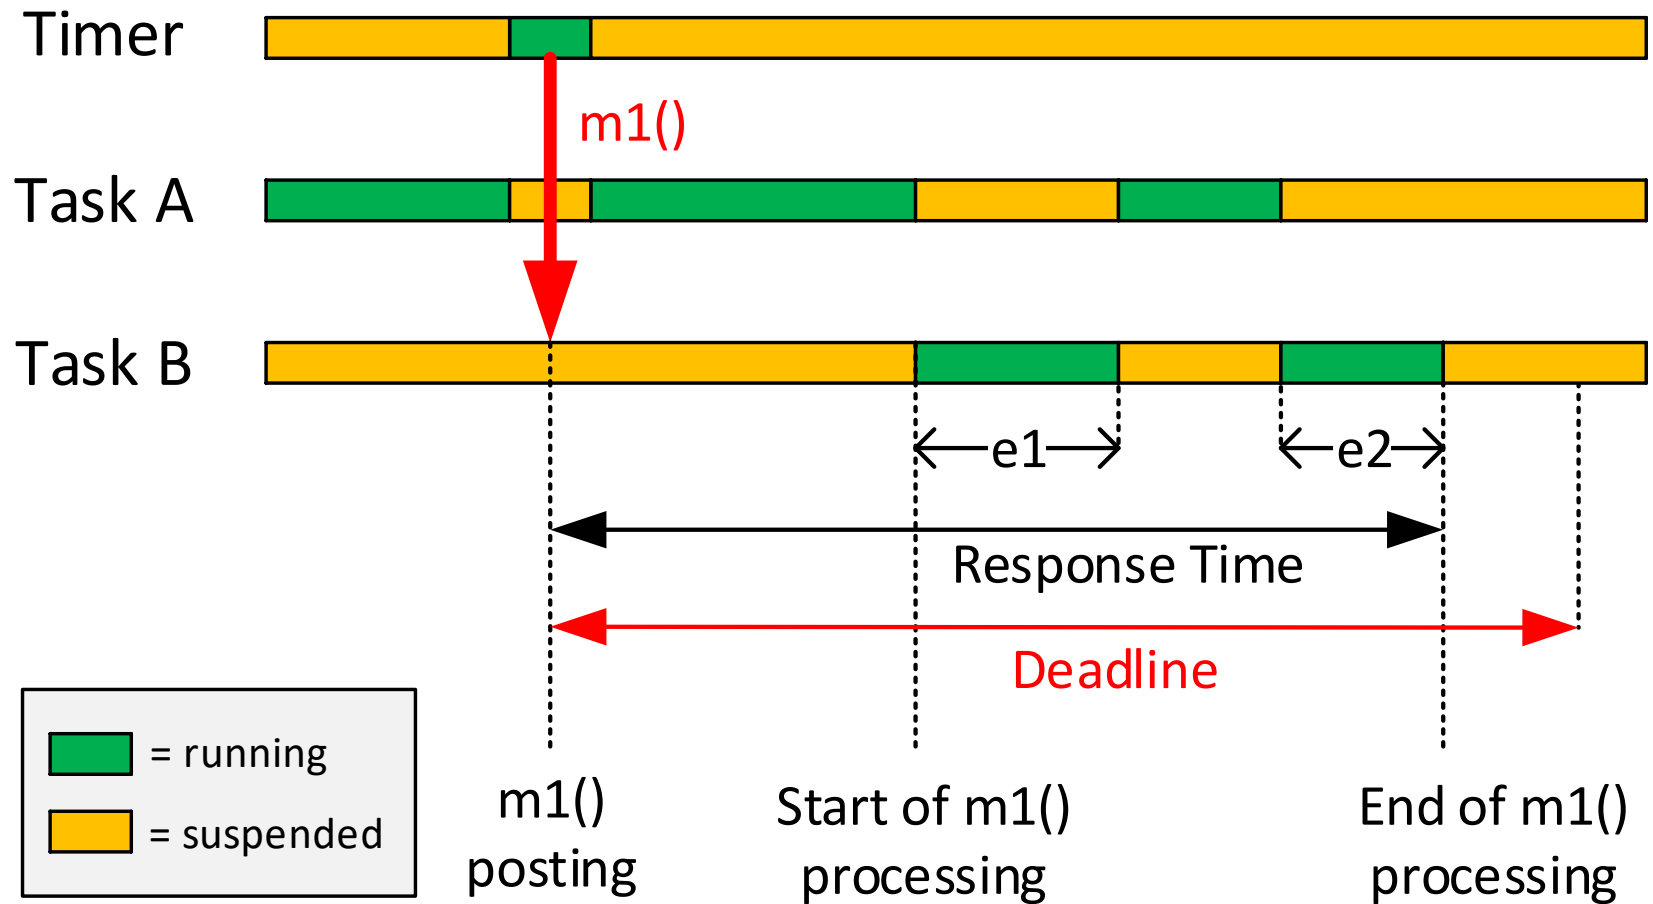 Timer
m1()
Task A
Task B
e1
e2
Response Time
Deadline
= running
= suspended
m1()
posting
Start of m1()
processing
End of m1()
processing